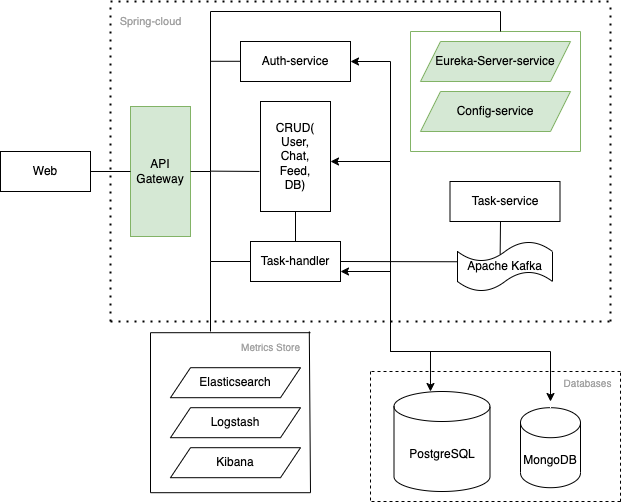 Spring-cloud
Auth-service
Eureka-Server-service
Config-service
CRUD(
User,
Chat,
Feed,
DB)
API
Gateway
Web
Task-service
Task-handler
Apache Kafka
Metrics Store
Elasticsearch
Logstash
Kibana
Databases
PostgreSQL
MongoDB